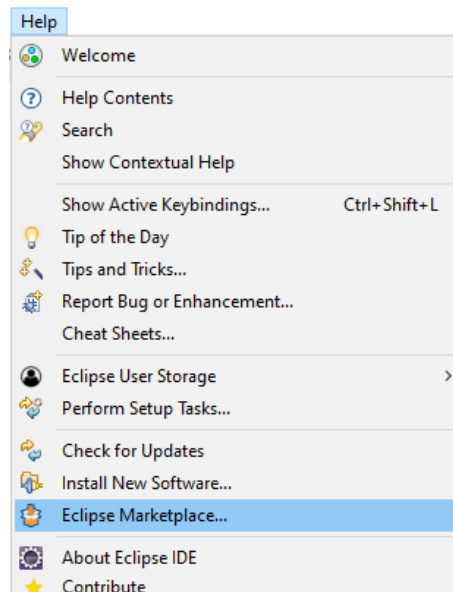 Help
Welcome
Help Contents
Search
Show Contextual Help
Show Active Keybindings... Ctrl+Shift+L
Tip of the Day
Tips and Tricks...
Report Bug or Enhancement...
Cheat Sheets...
Eclipse User Storage
Perform Setup Tasks...
Check for Updates
Install New Software...
Eclipse Marketplace...
About Eclipse IDE
Contribute